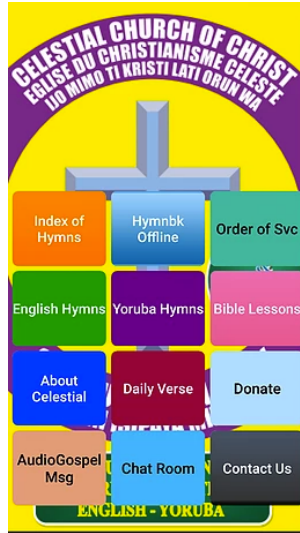 CELESTIAL CHURCH OF CHRIST
EGLISE DU CHRISTIANISME CELESTE
IJO MIMO TI KRISTI LATI ORUN WA
Index of
Hymns
Hymnbk
Offline
Order of Svc
English Hymns
Yoruba Hymns
Bible Lessons
About
Celestial
Daily Verse
Donate
AudioGospel
Msg
Chat Room
Contact Us
ENGLISH - YORUBA